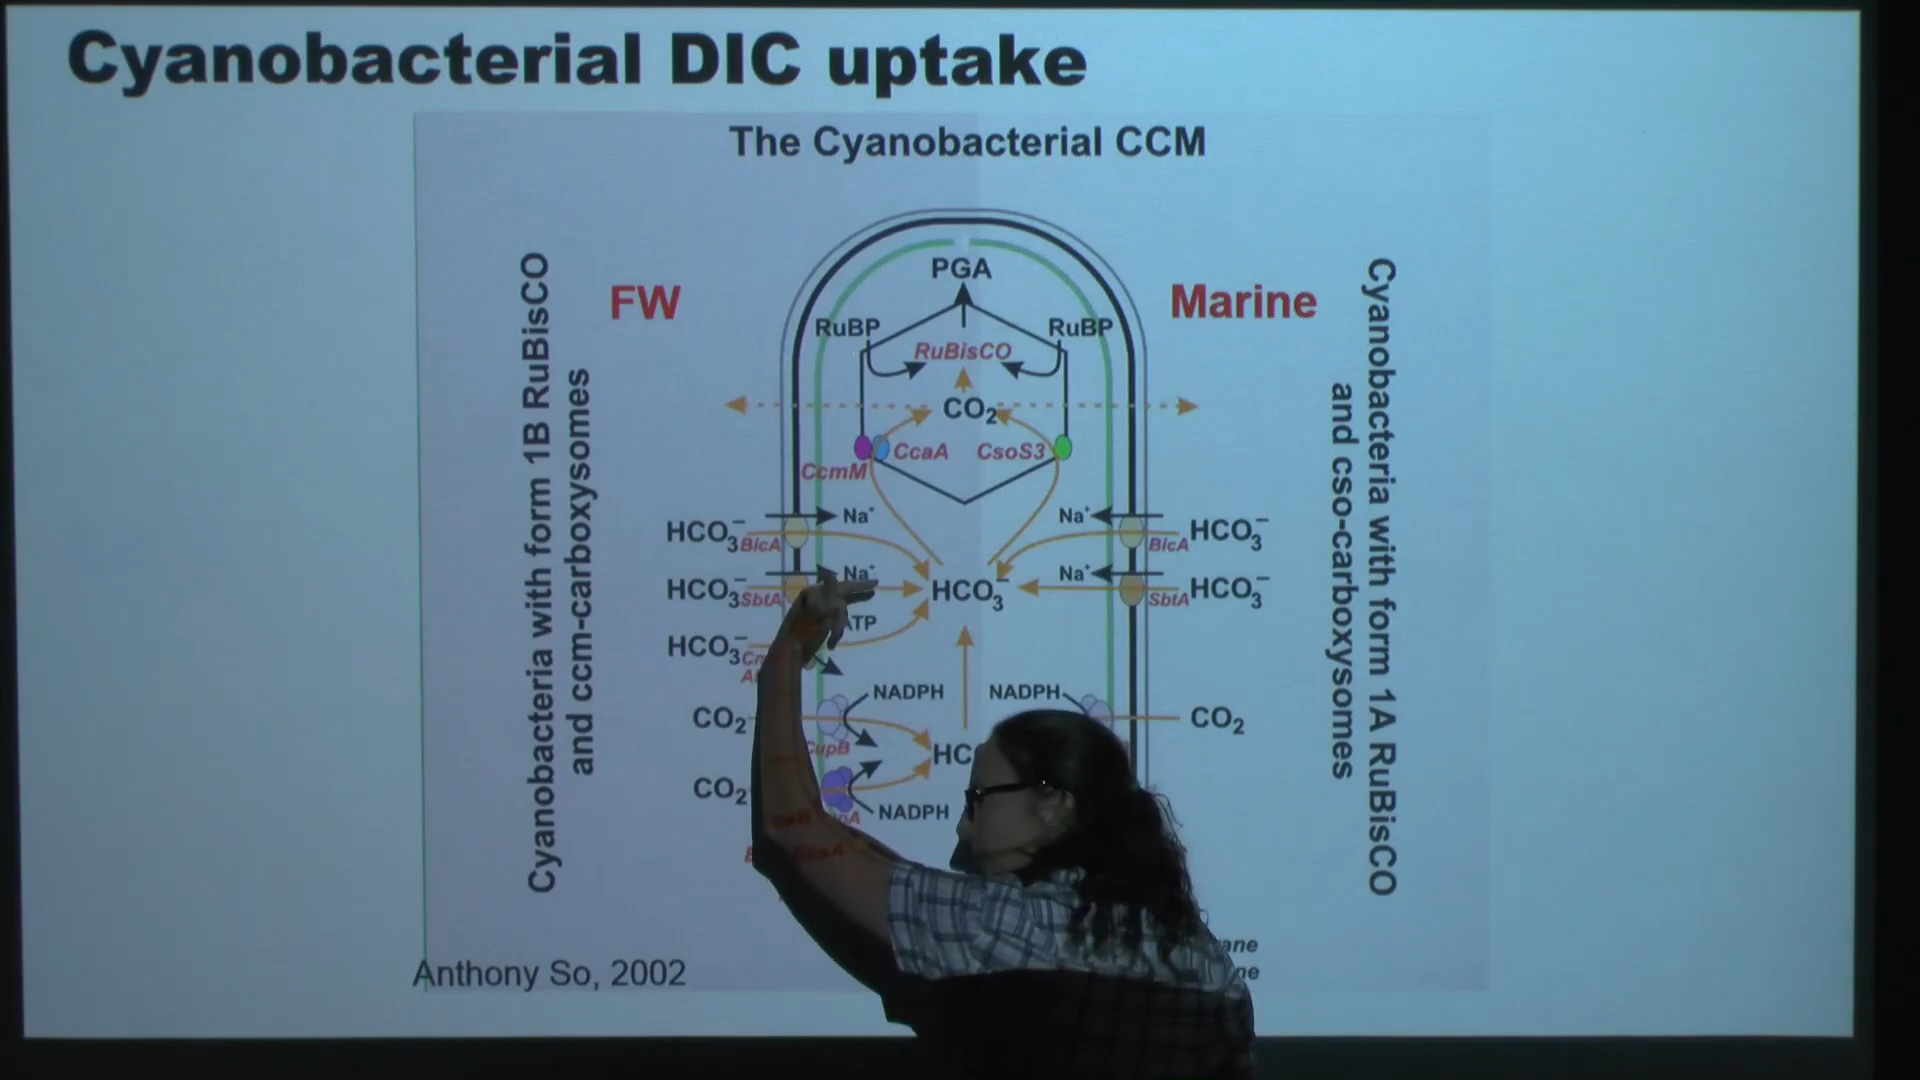 Cyanobacterial DIC uptake
The Cyanobacterial CCM
Cyanobacteria with form 1B RuBisCO
and ccm-carboxysomes
FW
Marine
Cyanobacteria with form 1A RuBisCO
and cso-carboxysomes
PGA
RuBP RuBP
RuBisCO
CO2
CcaA CsoS3
CcmM
Na+ Na+
HCO3− BicA BicA HCO3−
Na+ Na+
HCO3− SbtA HCO3− SbtA HCO3−
ATP
HCO3−
NADPH NADPH
CO2 CO2
CupB
CO2
NADPH
Anthony So, 2002